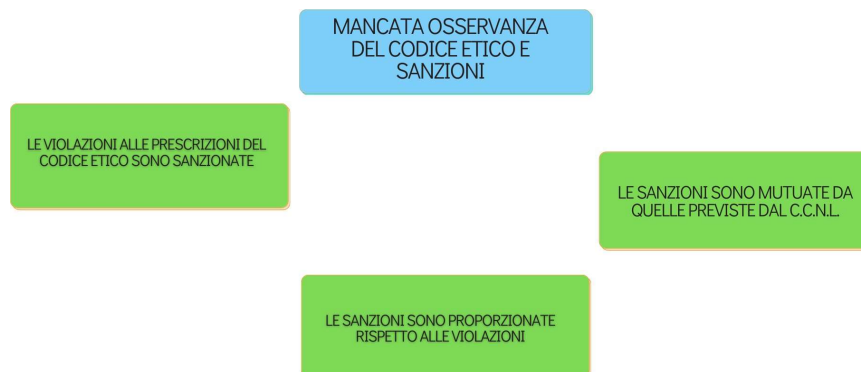 MANCATA OSSERVANZA
DEL CODICE ETICO E
SANZIONI
LE VIOLAZIONI ALLE PRESCRIZIONI DEL
CODICE ETICO SONO SANZIONATE
LE SANZIONI SONO MUTUATE DA
QUELLE PREVISTE DAL C.C.N.L.
LE SANZIONI SONO PROPORZIONATE
RISPETTO ALLE VIOLAZIONI